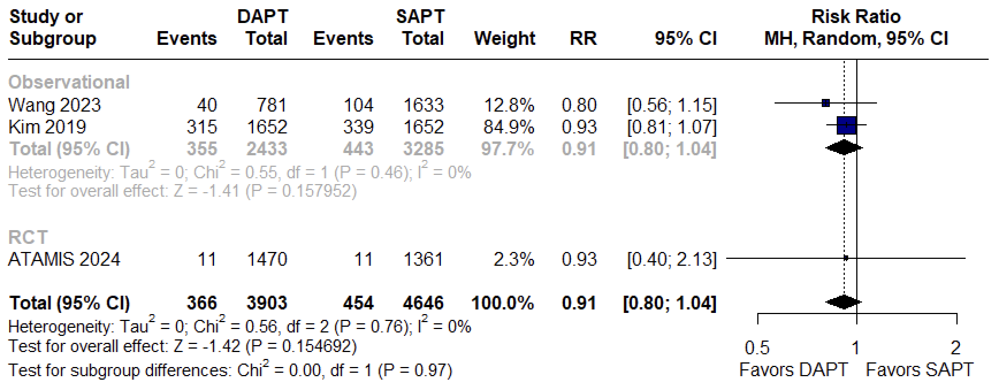 Study or DAPT SAPT Risk Ratio
Subgroup Events Total Events Total Weight RR 95% CI MH, Random, 95% CI
Observational
Wang 2023 40 781 104 1633 12.8% 0.80 [0.56; 1.15]
Kim 2019 315 1652 339 1652 84.9% 0.93 [0.81; 1.07]
Total (95% CI) 355 2433 443 3285 97.7% 0.91 [0.80; 1.04]
Heterogeneity: Tau² = 0; Chi² = 0.55, df = 1 (P = 0.46); I² = 0%
Test for overall effect: Z = -1.41 (P = 0.157952)
RCT
ATAMIS 2024 11 1470 11 1361 2.3% 0.93 [0.40; 2.13]
Total (95% CI) 366 3903 454 4646 100.0% 0.91 [0.80; 1.04]
Heterogeneity: Tau² = 0; Chi² = 0.56, df = 2 (P = 0.76); I² = 0%
Test for overall effect: Z = -1.42 (P = 0.154692) 0.5 1 2
Test for subgroup differences: Chi² = 0.00, df = 1 (P = 0.97) Favors DAPT Favors SAPT